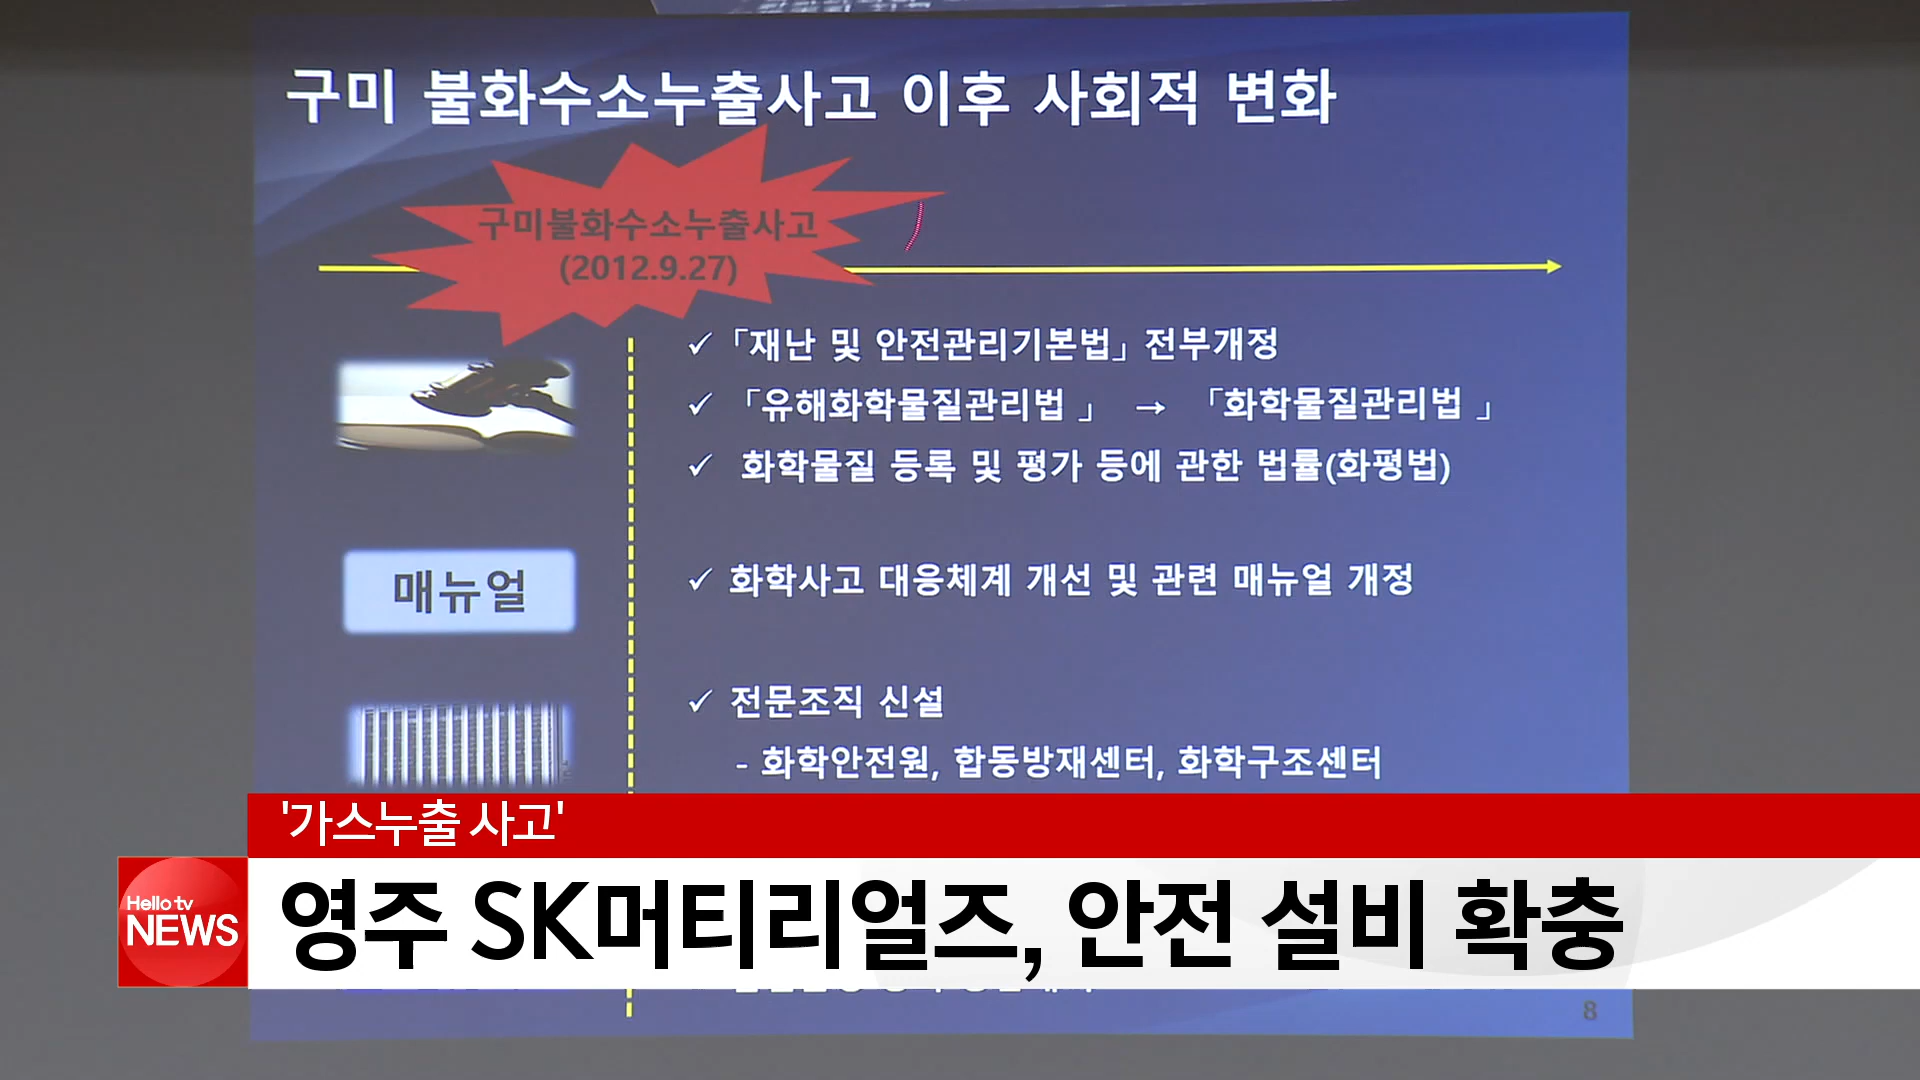 구미 불화수소누출사고 이후 사회적 변화
구미불화수소누출사고
(2012.9.27)
✓ 「재난 및 안전관리기본법」 전부개정
✓ 「유해화학물질관리법 」 → 「화학물질관리법 」
✓ 화학물질 등록 및 평가 등에 관한 법률(화평법)
매뉴얼
✓ 화학사고 대응체계 개선 및 관련 매뉴얼 개정
✓ 전문조직 신설
- 화학안전원, 합동방재센터, 화학구조센터
'가스누출 사고'
Hello tv
NEWS
영주 SK머티리얼즈, 안전 설비 확충
8